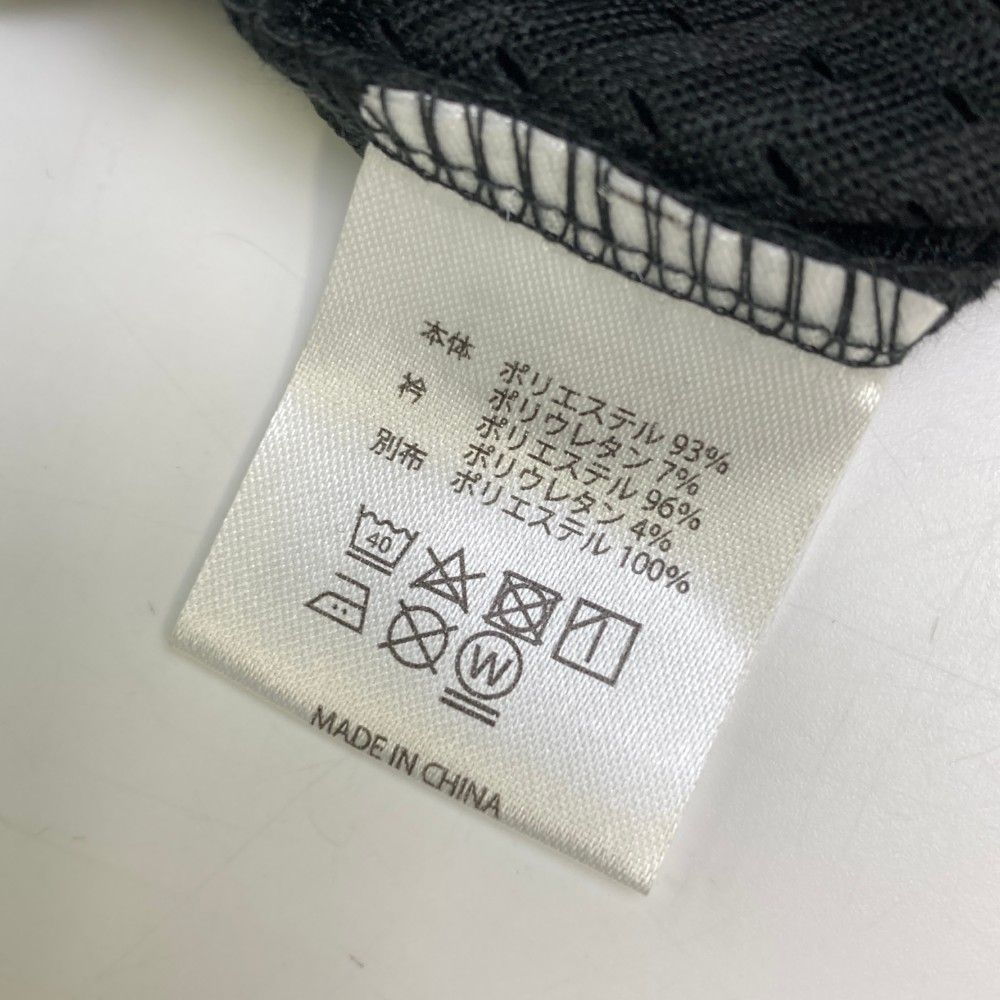 本体 ポリエステル 93%
ポリウレタン 7%
衿 ポリエステル 96%
ポリウレタン 4%
別布 ポリエステル 100%
40
W
MADE IN CHINA